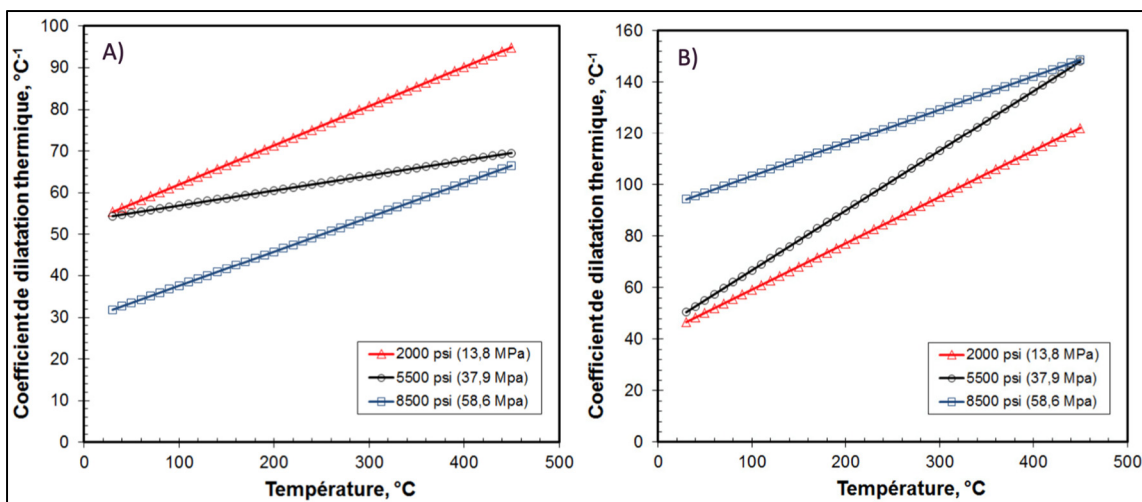 A)
Coefficient de dilatation thermique, °C-1
100
90
80
70
60
50
40
30
20
10
0
2000 psi (13,8 MPa)
5500 psi (37,9 Mpa)
8500 psi (58,6 Mpa)
0 100 200 300 400 500
Température, °C
B)
Coefficient de dilatation thermique, °C-1
160
140
120
100
80
60
40
20
0
2000 psi (13,8 MPa)
5500 psi (37,9 Mpa)
8500 psi (58,6 Mpa)
0 100 200 300 400 500
Température, °C